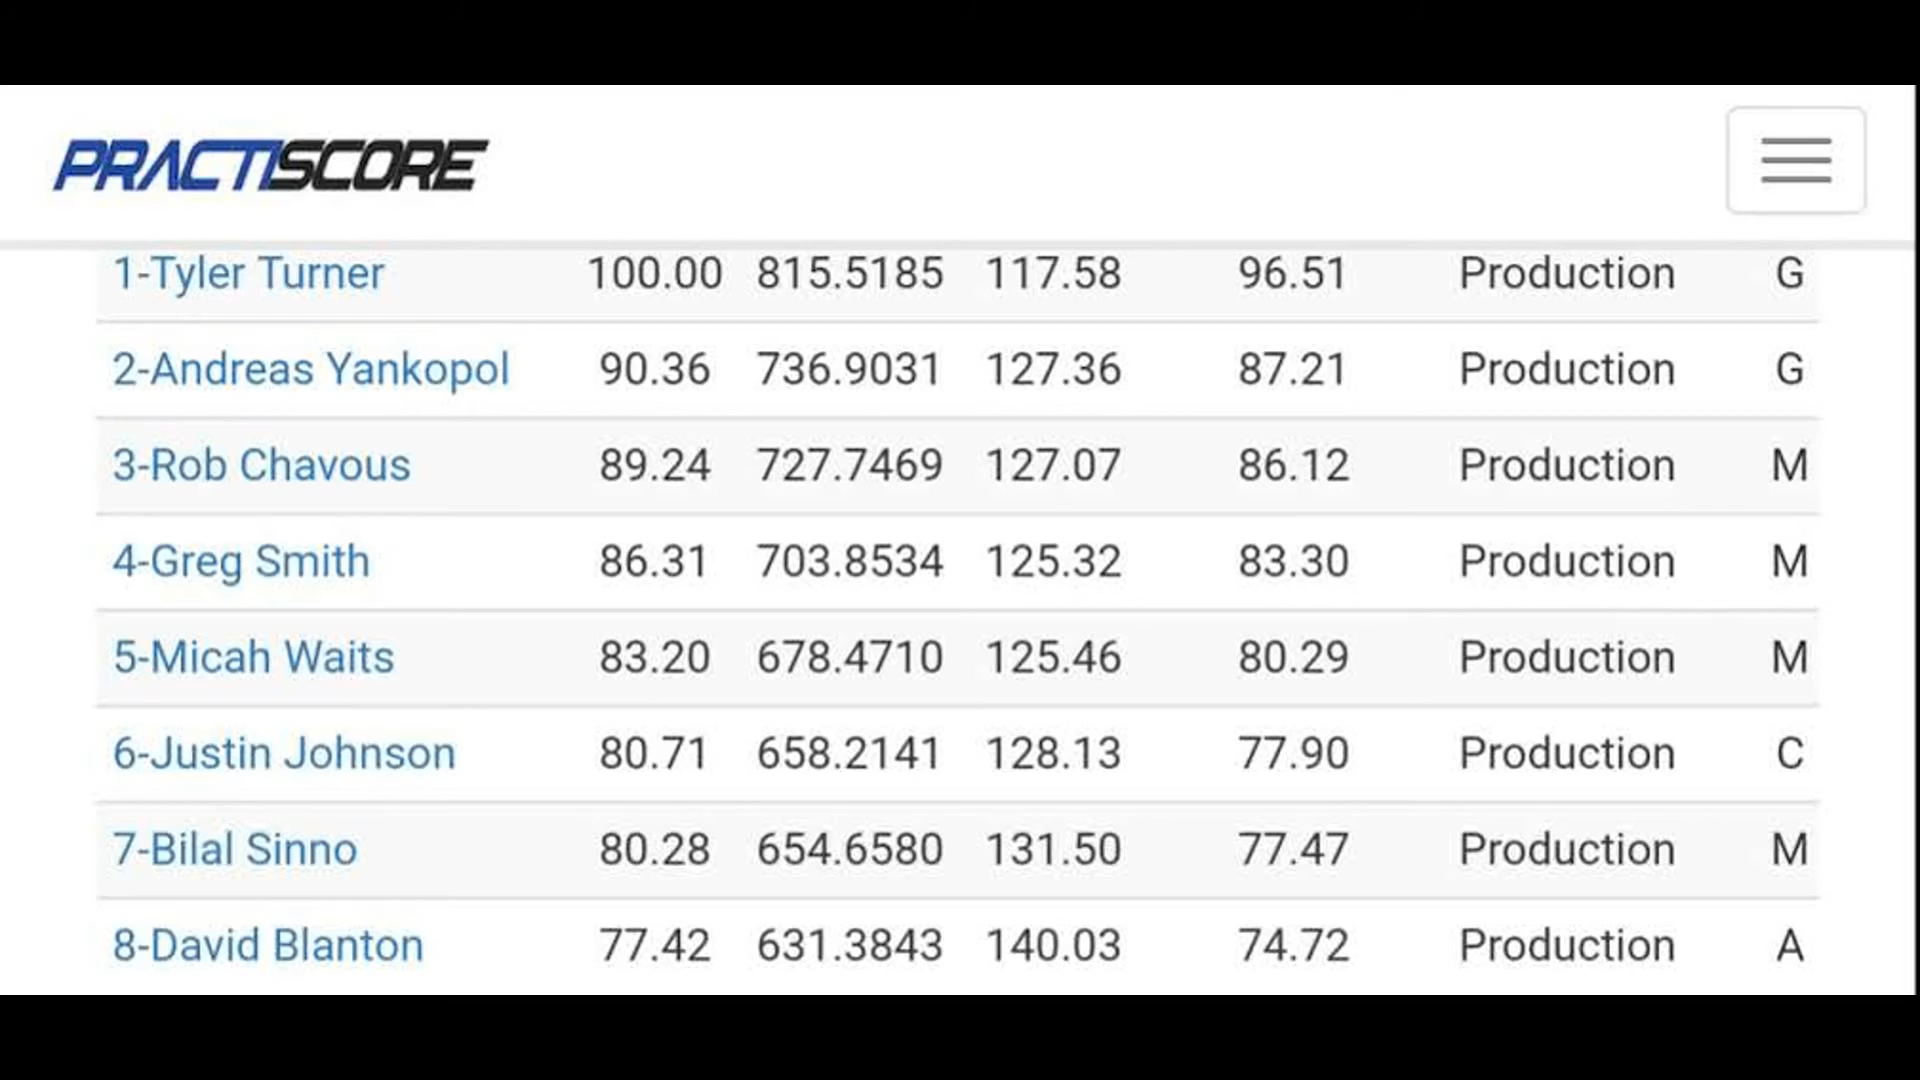 PRACTISCORE
1-Tyler Turner 100.00 815.5185 117.58 96.51 Production G
2-Andreas Yankopol 90.36 736.9031 127.36 87.21 Production G
3-Rob Chavous 89.24 727.7469 127.07 86.12 Production M
4-Greg Smith 86.31 703.8534 125.32 83.30 Production M
5-Micah Waits 83.20 678.4710 125.46 80.29 Production M
6-Justin Johnson 80.71 658.2141 128.13 77.90 Production C
7-Bilal Sinno 80.28 654.6580 131.50 77.47 Production M
8-David Blanton 77.42 631.3843 140.03 74.72 Production A